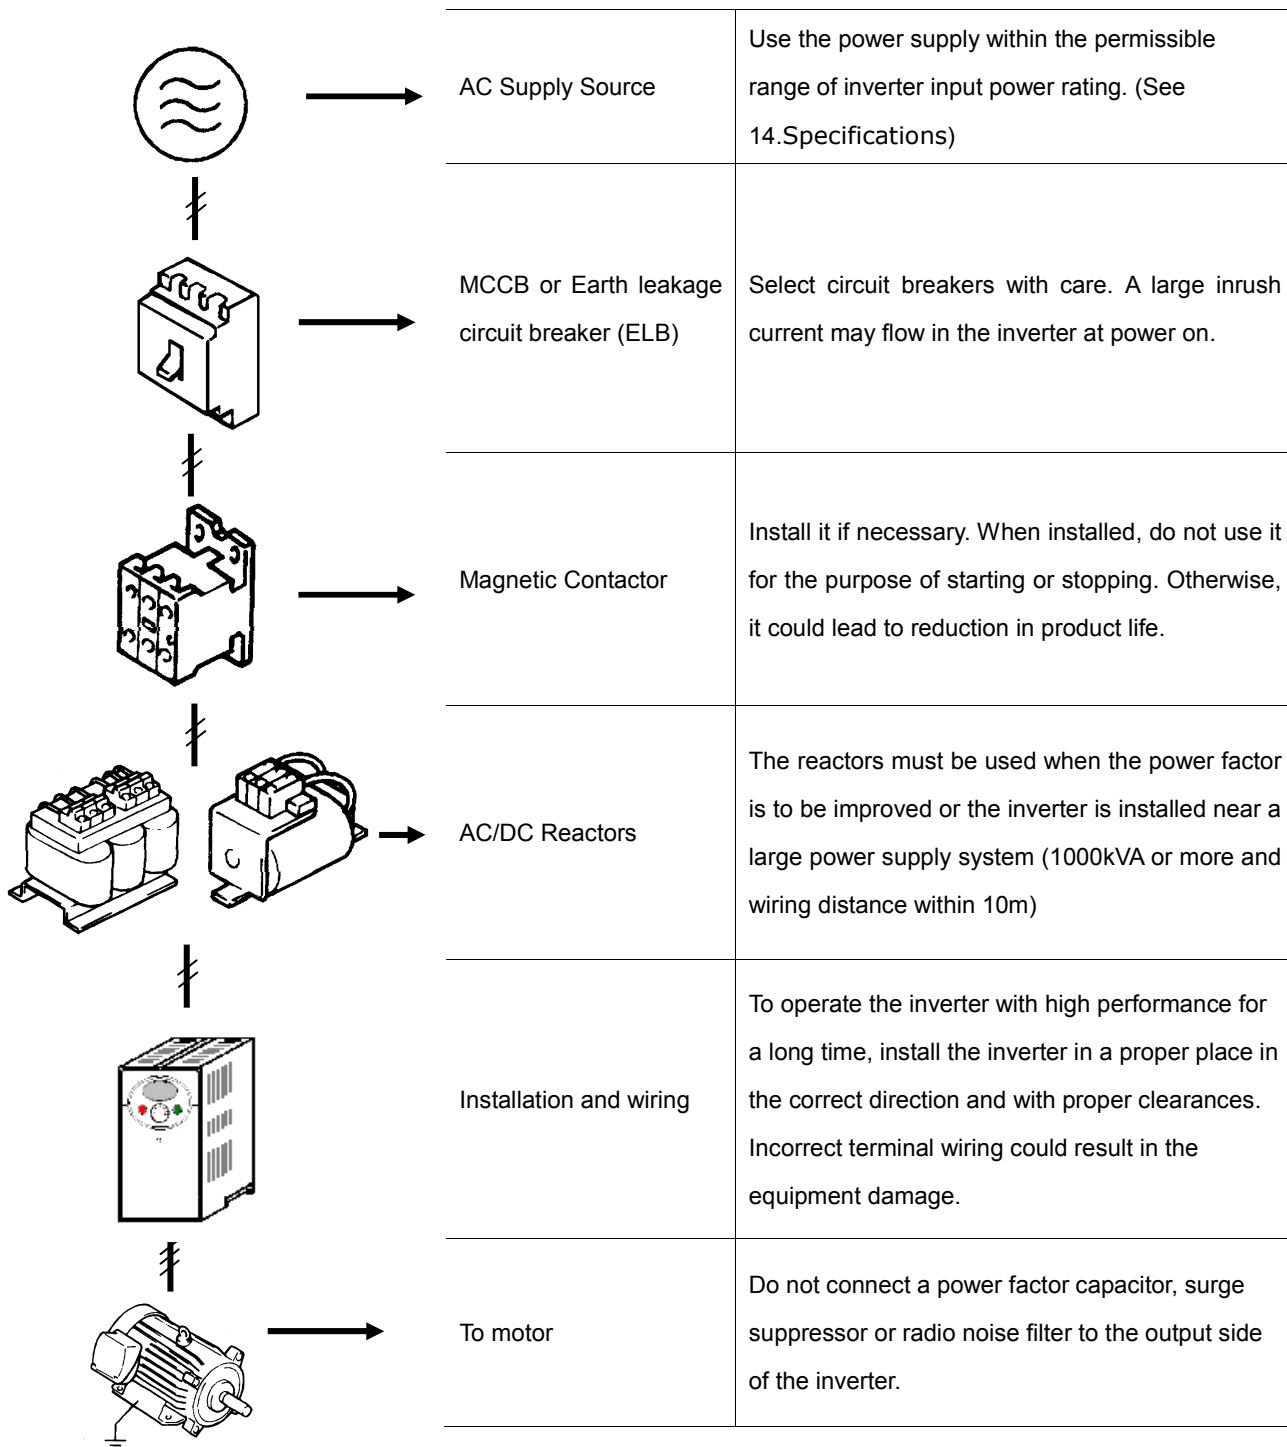 AC Supply Source
Use the power supply within the permissible
range of inverter input power rating. (See
14.Specifications)
MCCB or Earth leakage
circuit breaker (ELB)
Select circuit breakers with care. A large inrush
current may flow in the inverter at power on.
Magnetic Contactor
Install it if necessary. When installed, do not use it
for the purpose of starting or stopping. Otherwise,
it could lead to reduction in product life.
AC/DC Reactors
The reactors must be used when the power factor
is to be improved or the inverter is installed near a
large power supply system (1000kVA or more and
wiring distance within 10m)
Installation and wiring
To operate the inverter with high performance for
a long time, install the inverter in a proper place in
the correct direction and with proper clearances.
Incorrect terminal wiring could result in the
equipment damage.
To motor
Do not connect a power factor capacitor, surge
suppressor or radio noise filter to the output side
of the inverter.